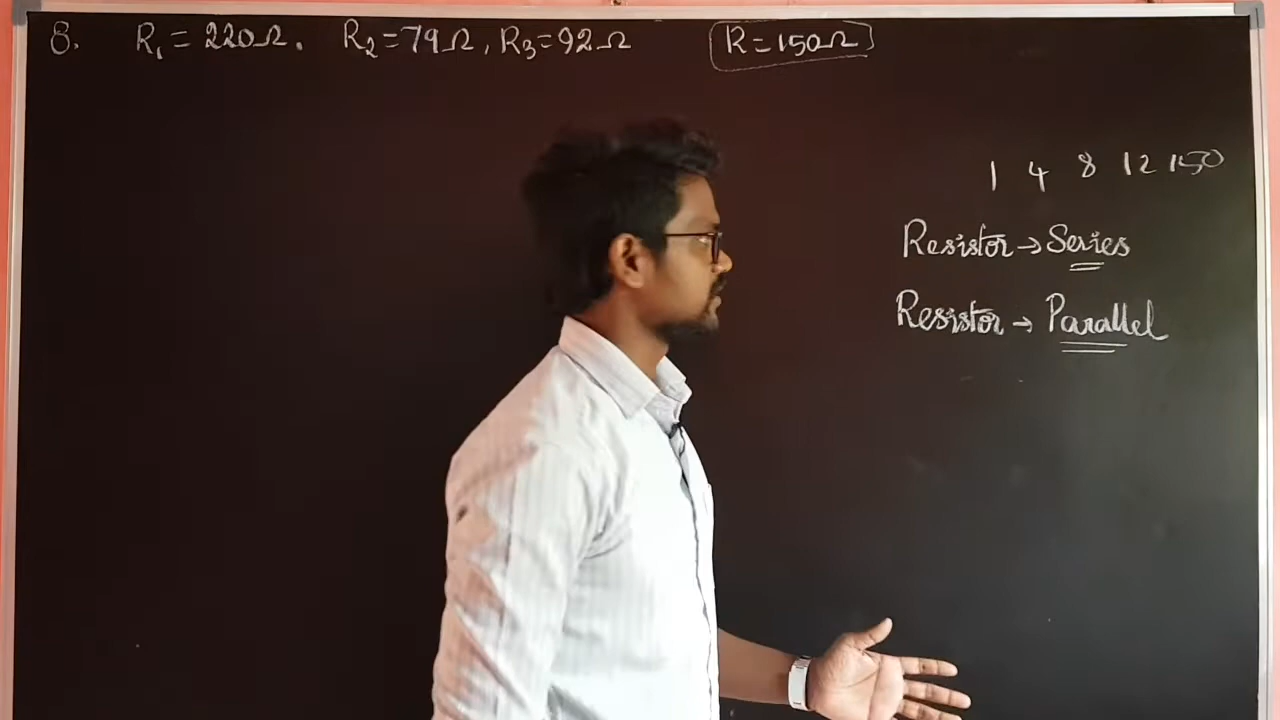 8. R₁ = 220Ω. R₂=79Ω, R₃=92Ω R=150Ω
1 4 8 12 150
Resistor → Series
Resistor → Parallel